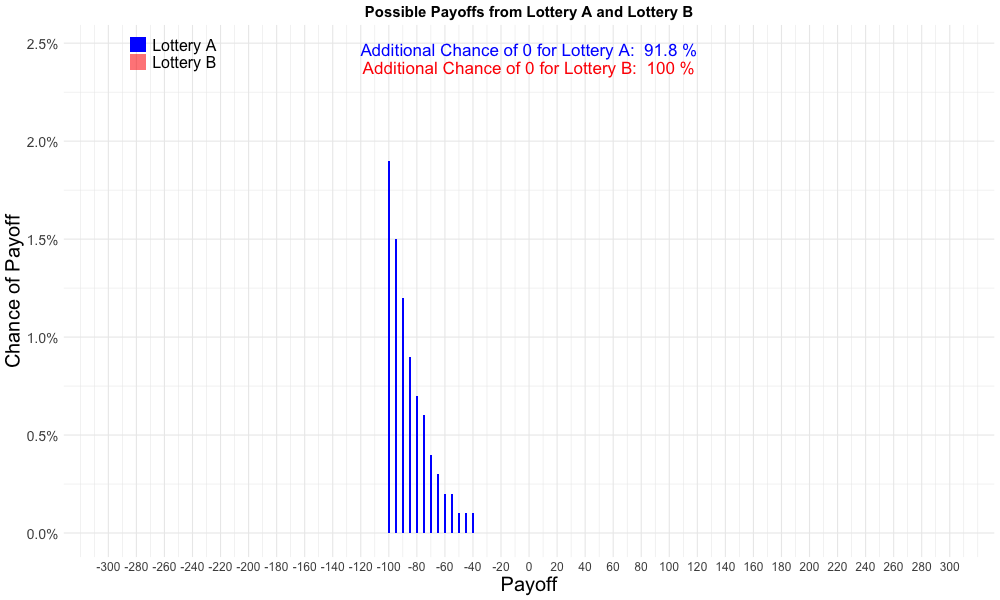 Possible Payoffs from Lottery A and Lottery B
Lottery A
Lottery B
Additional Chance of 0 for Lottery A: 91.8 %
Additional Chance of 0 for Lottery B: 100 %
Chance of Payoff
2.5%
2.0%
1.5%
1.0%
0.5%
0.0%
-300 -280 -260 -240 -220 -200 -180 -160 -140 -120 -100 -80 -60 -40 -20 0 20 40 60 80 100 120 140 160 180 200 220 240 260 280 300
Payoff